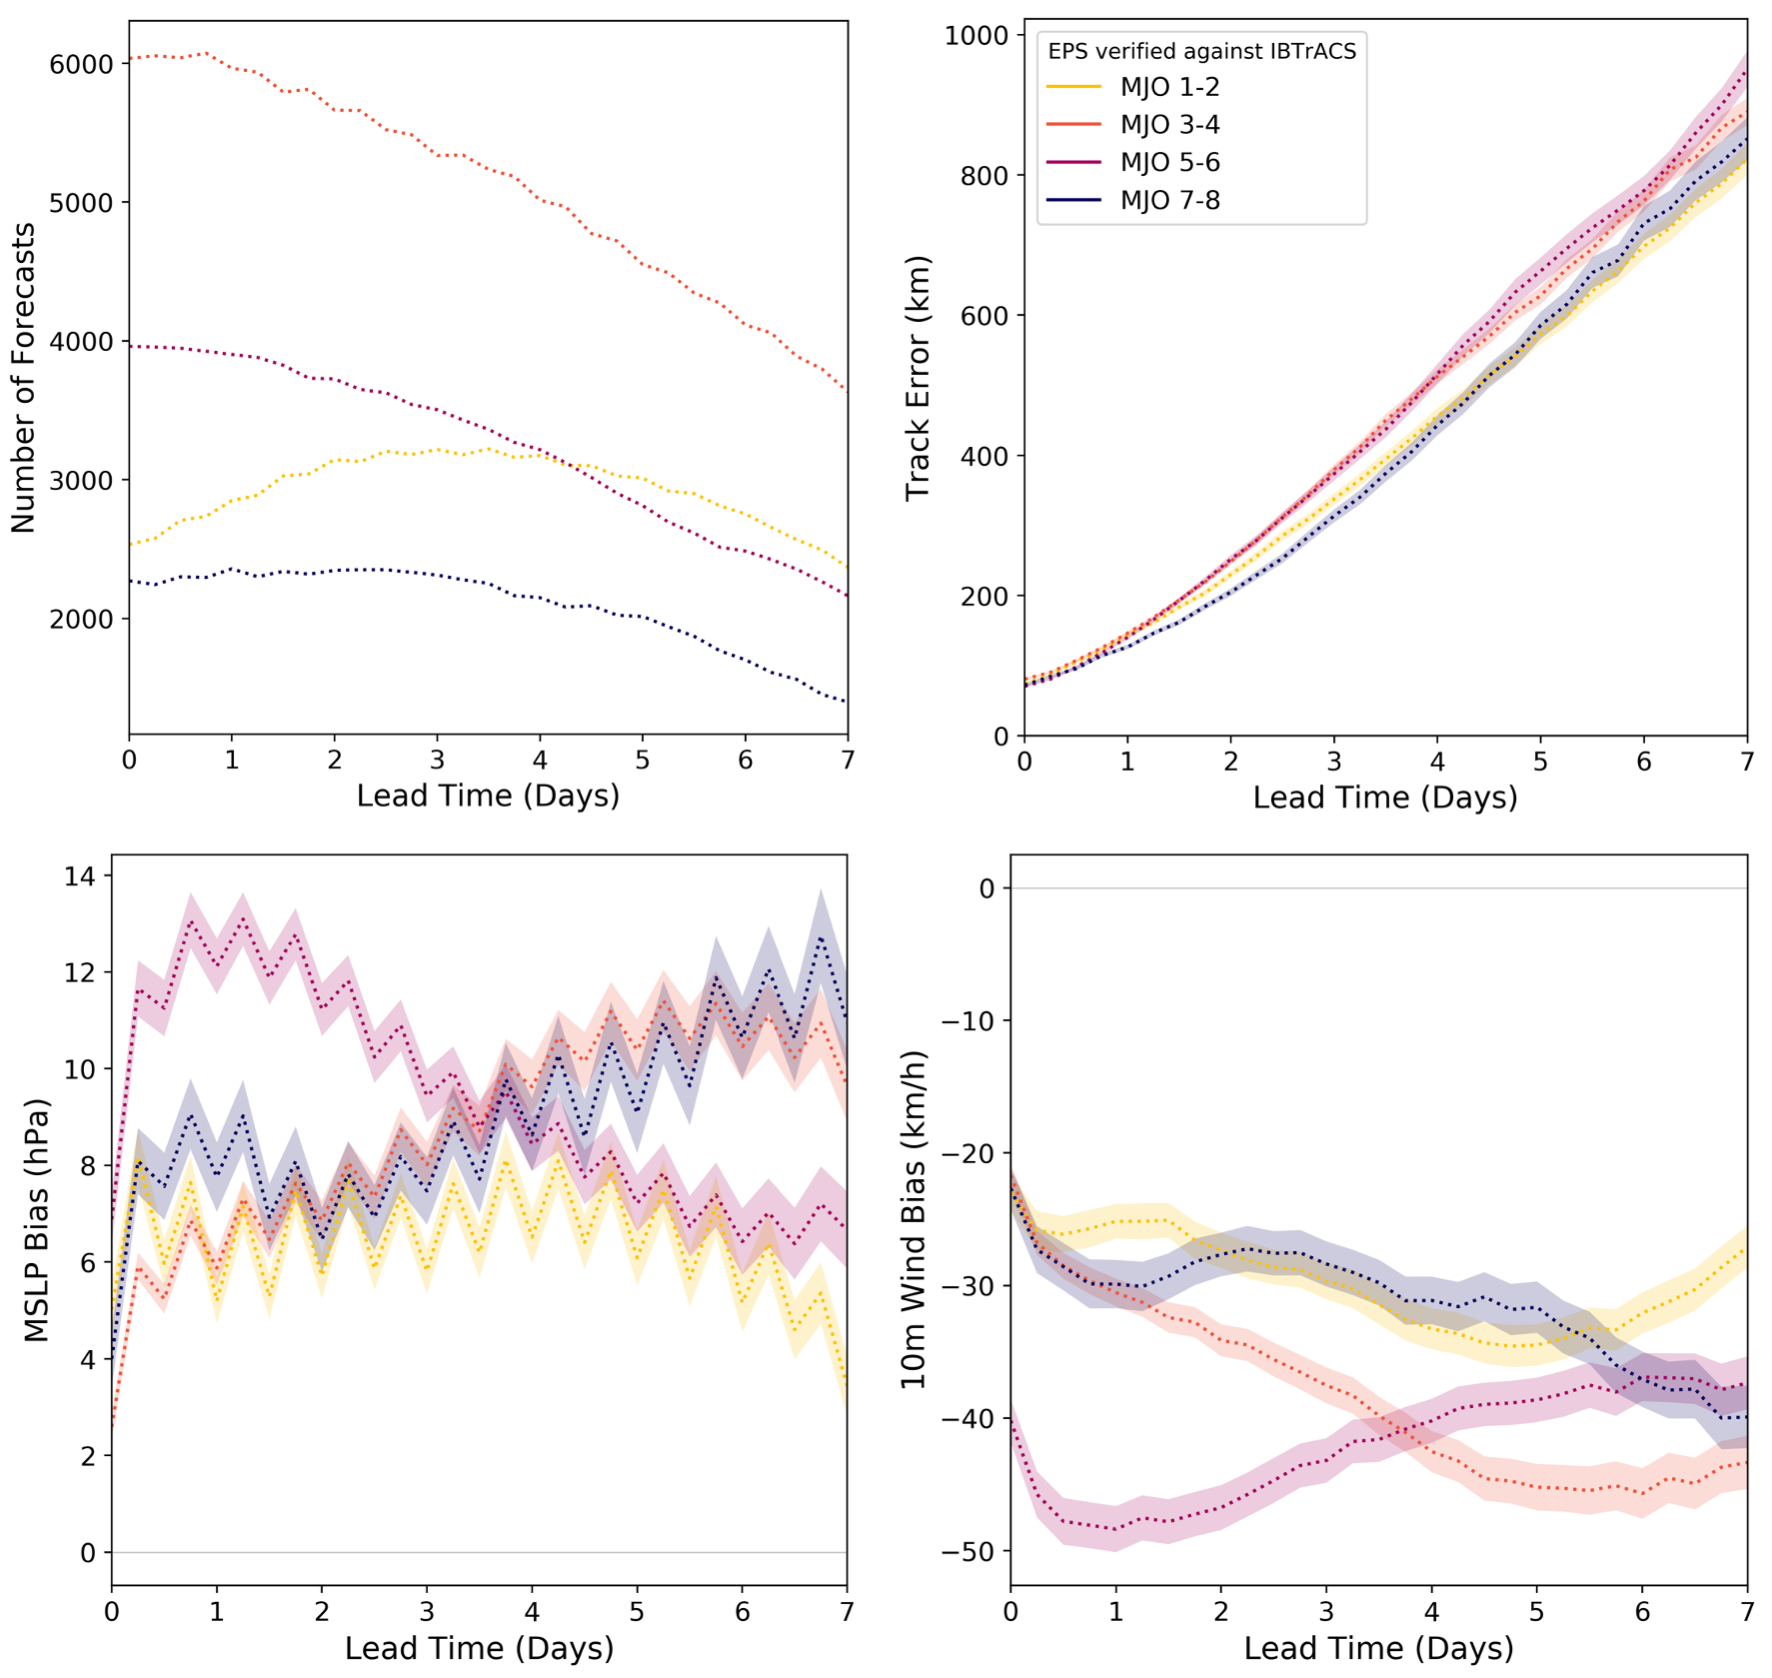 Number of Forecasts
6000
5000
4000
3000
2000
0 1 2 3 4 5 6 7
Lead Time (Days)
Track Error (km)
1000
800
600
400
200
0
EPS verified against IBTrACS
MJO 1-2
MJO 3-4
MJO 5-6
MJO 7-8
0 1 2 3 4 5 6 7
Lead Time (Days)
MSLP Bias (hPa)
14
12
10
8
6
4
2
0
0 1 2 3 4 5 6 7
Lead Time (Days)
10m Wind Bias (km/h)
0
−10
−20
−30
−40
−50
0 1 2 3 4 5 6 7
Lead Time (Days)